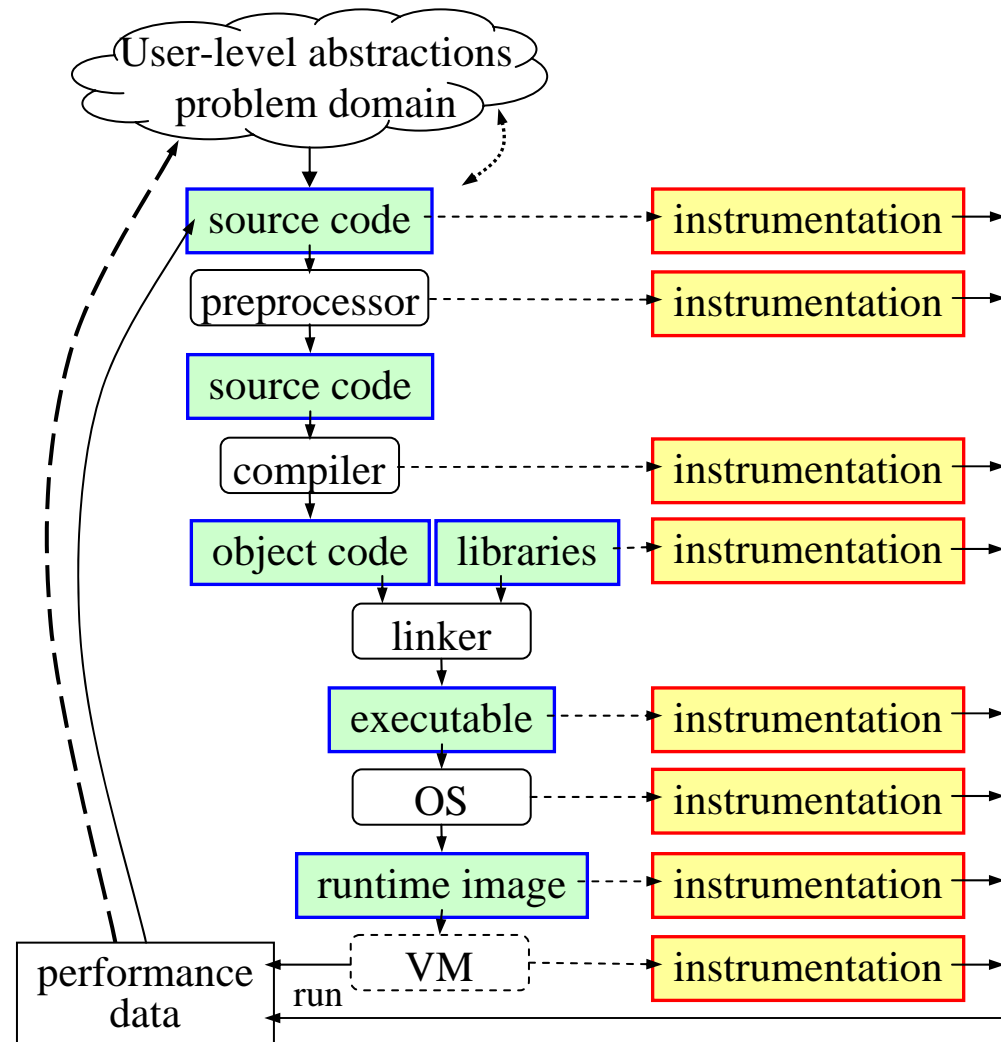 User-level abstractions
problem domain
source code
instrumentation
preprocessor
instrumentation
source code
compiler
instrumentation
object code
libraries
instrumentation
linker
executable
instrumentation
OS
instrumentation
runtime image
instrumentation
VM
instrumentation
performance
data
run